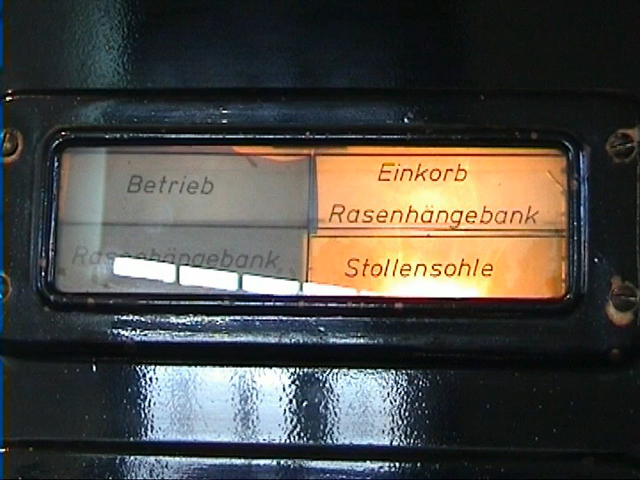 Betrieb
Rasenhängebank
Einkorb
Rasenhängebank
Stollensohle